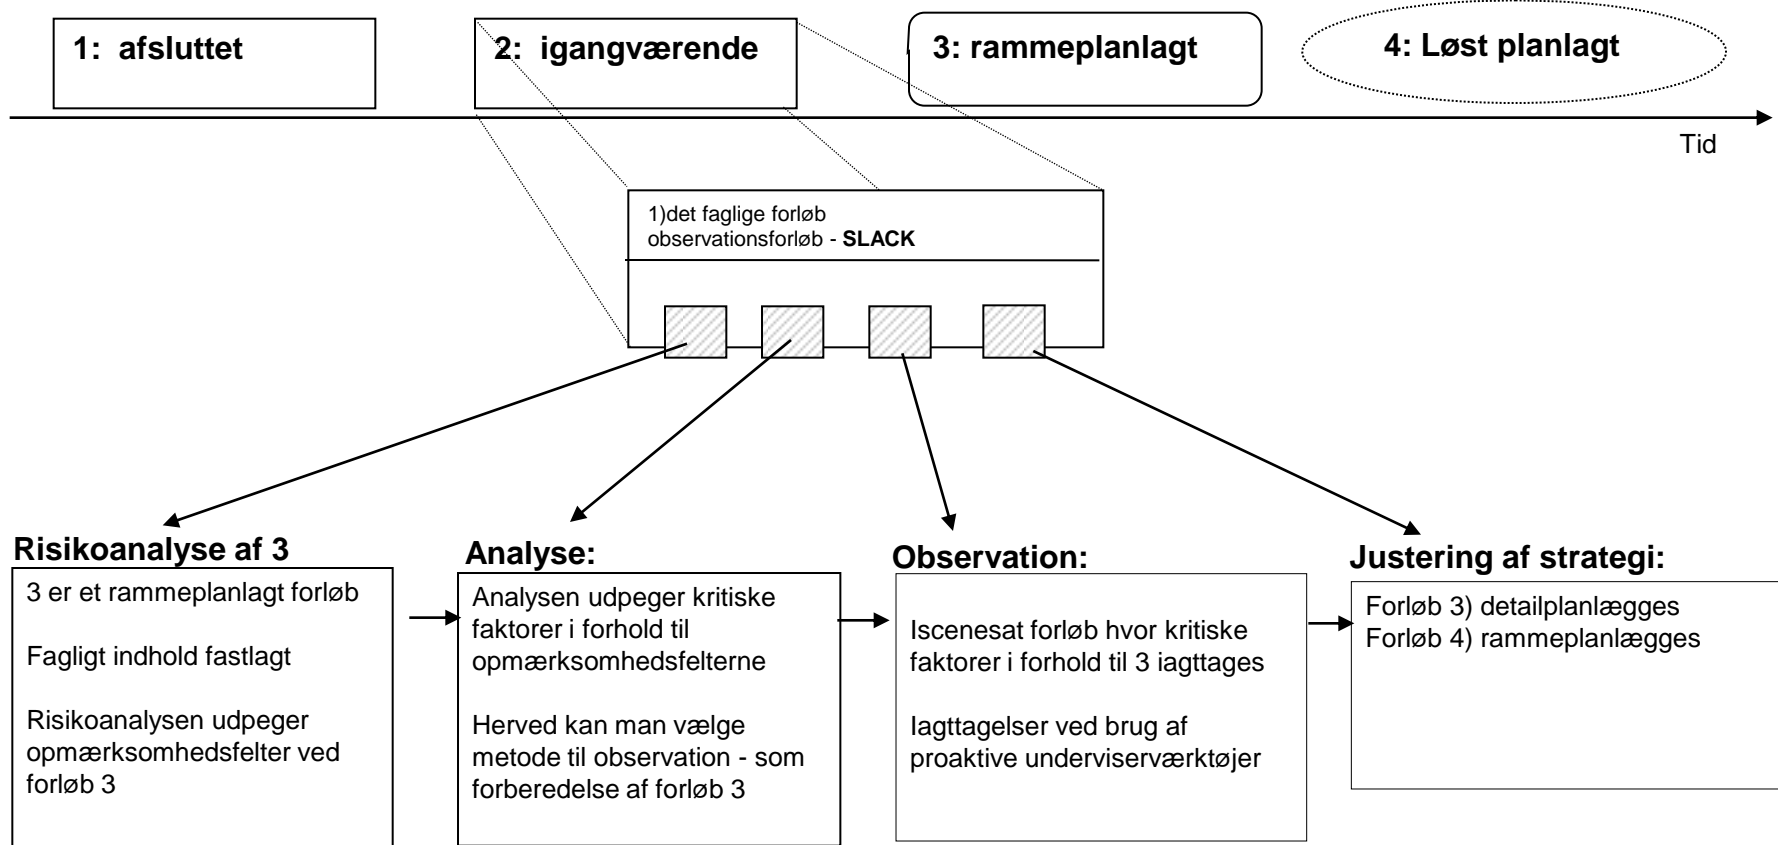 1: afsluttet
2: igangværende
3: rammeplanlagt
4: Løst planlagt
Tid
1)det faglige forløb
observationsforløb - SLACK
Risikoanalyse af 3
3 er et rammeplanlagt forløb
Fagligt indhold fastlagt
Risikoanalysen udpeger
opmærksomhedsfelter ved
forløb 3
Analyse:
Analysen udpeger kritiske
faktorer i forhold til
opmærksomhedsfelterne
Herved kan man vælge
metode til observation - som
forberedelse af forløb 3
Observation:
Iscenesat forløb hvor kritiske
faktorer i forhold til 3 iagttages
Iagttagelser ved brug af
proaktive underviserværktøjer
Justering af strategi:
Forløb 3) detailplanlægges
Forløb 4) rammeplanlægges